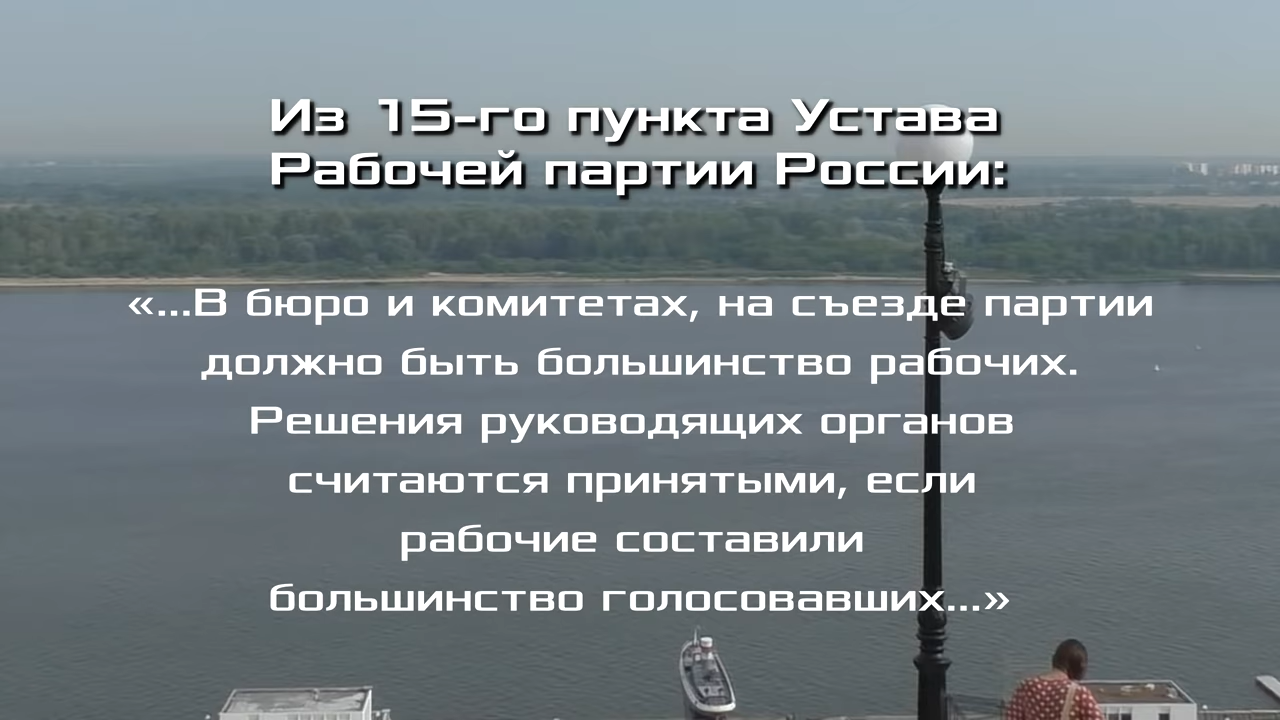 Из 15-го пункта Устава
Рабочей партии России:
«...В бюро и комитетах, на съезде партии
должно быть большинство рабочих.
Решения руководящих органов
считаются принятыми, если
рабочие составили
большинство голосовавших...»